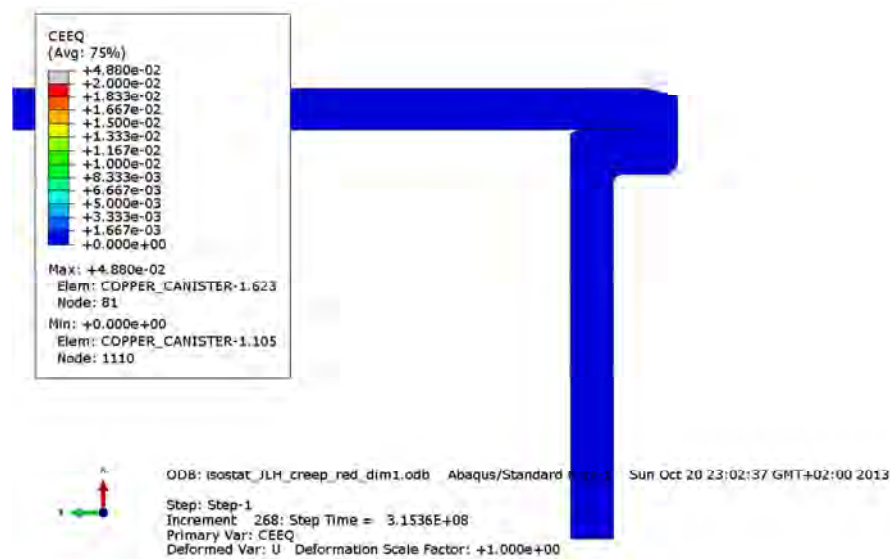 CEEQ
(Avg: 75%)
+4.880e-02
+2.000e-02
+1.833e-02
+1.667e-02
+1.500e-02
+1.333e-02
+1.167e-02
+1.000e-02
+8.333e-03
+6.667e-03
+5.000e-03
+3.333e-03
+1.667e-03
+0.000e+00
Max: +4.880e-02
Elem: COPPER_CANISTER-1.623
Node: 81
Min: +0.000e+00
Elem: COPPER_CANISTER-1.105
Node: 1110
ODB: isostat_JLH_creep_red_dim1.odb Abaqus/Standard Sun Oct 20 23:02:37 GMT+02:00 2013
Step: Step-1
Increment 268: Step Time = 3.1536E+08
Primary Var: CEEQ
Deformed Var: U Deformation Scale Factor: +1.000e+00